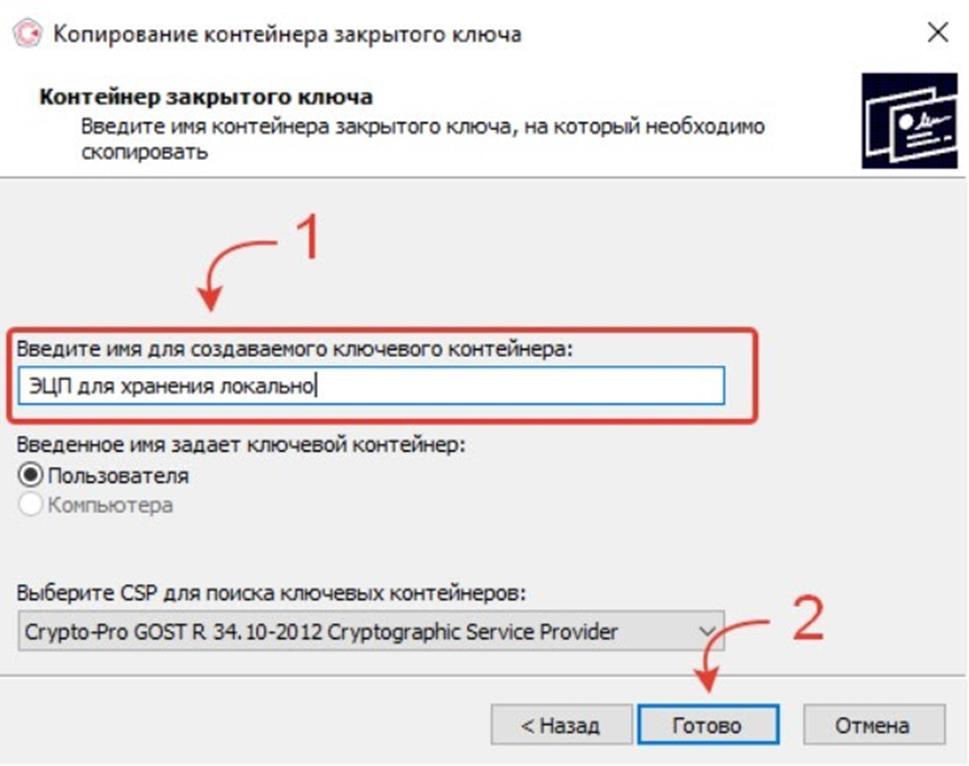 Копирование контейнера закрытого ключа
Контейнер закрытого ключа
Введите имя контейнера закрытого ключа, на который необходимо
скопировать
1
Введите имя для создаваемого ключевого контейнера:
ЭЦП для хранения локально
Введенное имя задает ключевой контейнер:
Пользователя
Компьютера
Выберите CSP для поиска ключевых контейнеров:
Crypto-Pro GOST R 34.10-2012 Cryptographic Service Provider
2
< Назад
Готово
Отмена